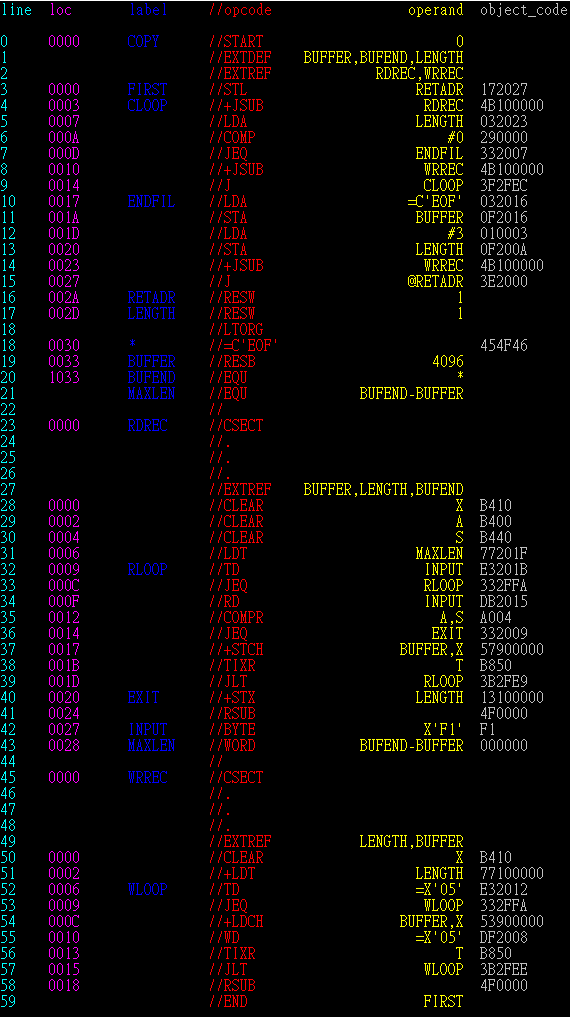 line loc label //opcode operand object_code
0 0000 COPY //START 0
1 //EXTDEF BUFFER,BUFEND,LENGTH
2 //EXTREF RDREC,WRREC
3 0000 FIRST //STL RETADR 172027
4 0003 CLOOP //+JSUB RDREC 4B100000
5 0007 //LDA LENGTH 032023
6 000A //COMP #0 290000
7 000D //JEQ ENDFIL 332007
8 0010 //+JSUB WRREC 4B100000
9 0014 //J CLOOP 3F2FEC
10 0017 ENDFIL //LDA =C'EOF' 032016
11 001A //STA BUFFER 0F2016
12 001D //LDA #3 010003
13 0020 //STA LENGTH 0F200A
14 0023 //+JSUB WRREC 4B100000
15 0027 //J @RETADR 3E2000
16 002A RETADR //RESW 1
17 002D LENGTH //RESW 1
18 //LTORG
18 0030 * //=C'EOF' 454F46
19 0033 BUFFER //RESB 4096
20 1033 BUFEND //EQU *
21 MAXLEN //EQU BUFEND-BUFFER
22 //
23 0000 RDREC //CSECT
24 //.
25 //.
26 //.
27 //EXTREF BUFFER,LENGTH,BUFEND
28 0000 //CLEAR X B410
29 0002 //CLEAR A B400
30 0004 //CLEAR S B440
31 0006 //LDT MAXLEN 77201F
32 0009 RLOOP //TD INPUT E3201B
33 000C //JEQ RLOOP 332FFA
34 000F //RD INPUT DB2015
35 0012 //COMPR A,S A004
36 0014 //JEQ EXIT 332009
37 0017 //+STCH BUFFER,X 57900000
38 001B //TIXR T B850
39 001D //JLT RLOOP 3B2FE9
40 0020 EXIT //+STX LENGTH 13100000
41 0024 //RSUB 4F0000
42 0027 INPUT //BYTE X'F1' F1
43 0028 MAXLEN //WORD BUFEND-BUFFER 000000
44 //
45 0000 WRREC //CSECT
46 //.
47 //.
48 //.
49 //EXTREF LENGTH,BUFFER
50 0000 //CLEAR X B410
51 0002 //+LDT LENGTH 77100000
52 0006 WLOOP //TD =X'05' E32012
53 0009 //JEQ WLOOP 332FFA
54 000C //+LDCH BUFFER,X 53900000
55 0010 //WD =X'05' DF2008
56 0013 //TIXR T B850
57 0015 //JLT WLOOP 3B2FEE
58 0018 //RSUB 4F0000
59 //END FIRST